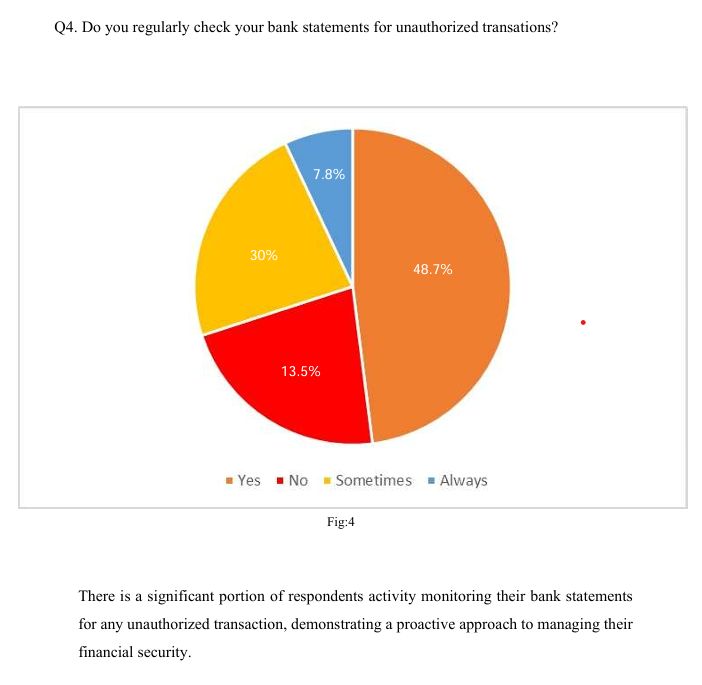 Q4. Do you regularly check your bank statements for unauthorized transations?
7.8%
30%
48.7%
13.5%
Yes No Sometimes Always
Fig:4
There is a significant portion of respondents activity monitoring their bank statements
for any unauthorized transaction, demonstrating a proactive approach to managing their
financial security.